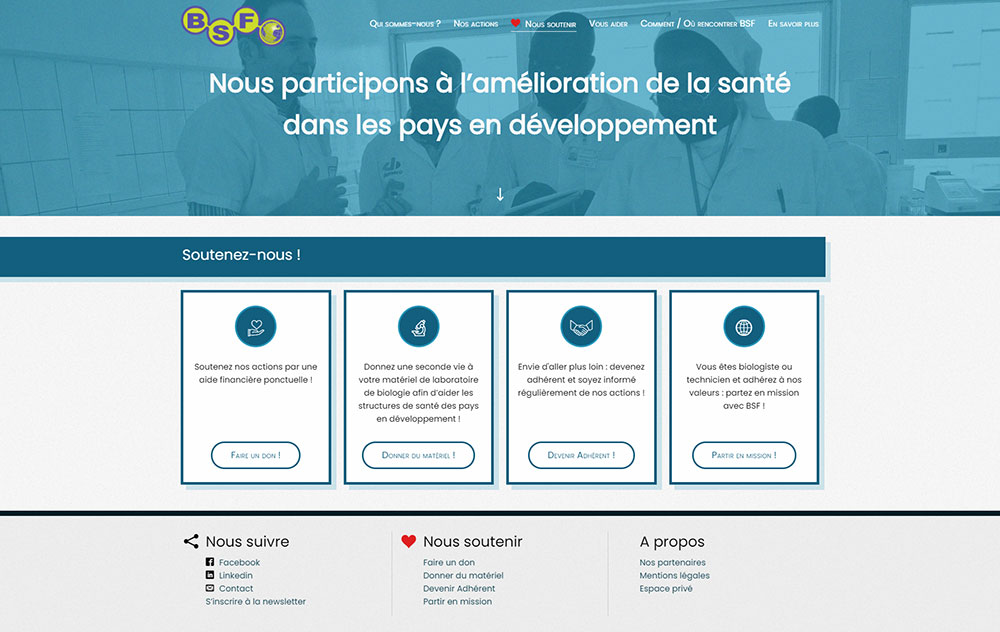 BSF
Qui sommes-nous ? Nos actions Nous soutenir Vous aider Comment / Où rencontrer BSF En savoir plus
Nous participons à l'amélioration de la santé
dans les pays en développement
Soutenez-nous !
Soutenez nos actions par une
aide financière ponctuelle !
Faire un don !
Donnez une seconde vie à
votre matériel de laboratoire
de biologie afin d'aider les
structures de santé des pays
en développement !
Donner du matériel !
Envie d'aller plus loin : devenez
adhérent et soyez informé
régulièrement de nos actions !
Devenir Adhérent !
Vous êtes biologiste ou
technicien et adhérez à nos
valeurs : partez en mission
avec BSF !
Partir en mission !
Nous suivre
Facebook
Linkedin
Contact
S'inscrire à la newsletter
Nous soutenir
Faire un don
Donner du matériel
Devenir Adhérent
Partir en mission
A propos
Nos partenaires
Mentions légales
Espace privé